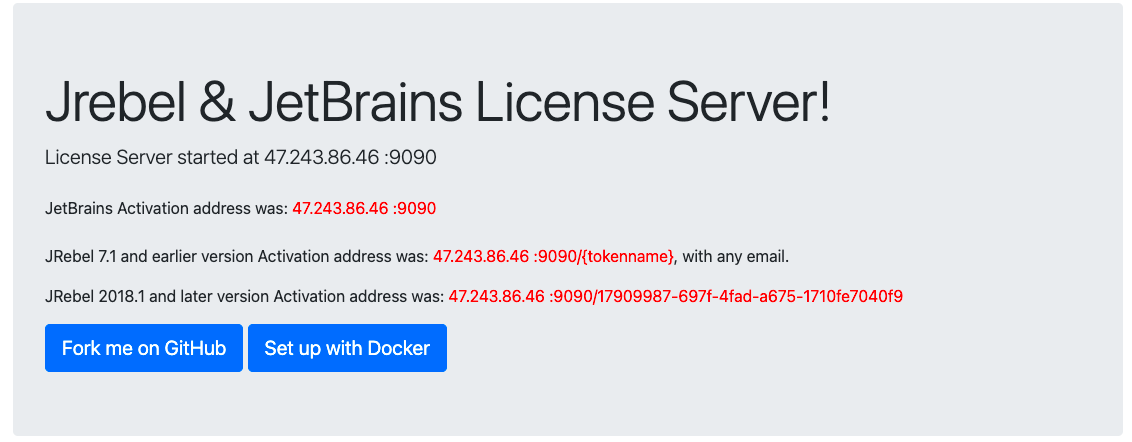 Jrebel & JetBrains License Server!
License Server started at 47.243.86.46 :9090
JetBrains Activation address was: 47.243.86.46 :9090
JRebel 7.1 and earlier version Activation address was: 47.243.86.46 :9090/{tokenname}, with any email.
JRebel 2018.1 and later version Activation address was: 47.243.86.46 :9090/17909987-697f-4fad-a675-1710fe7040f9
Fork me on GitHub Set up with Docker